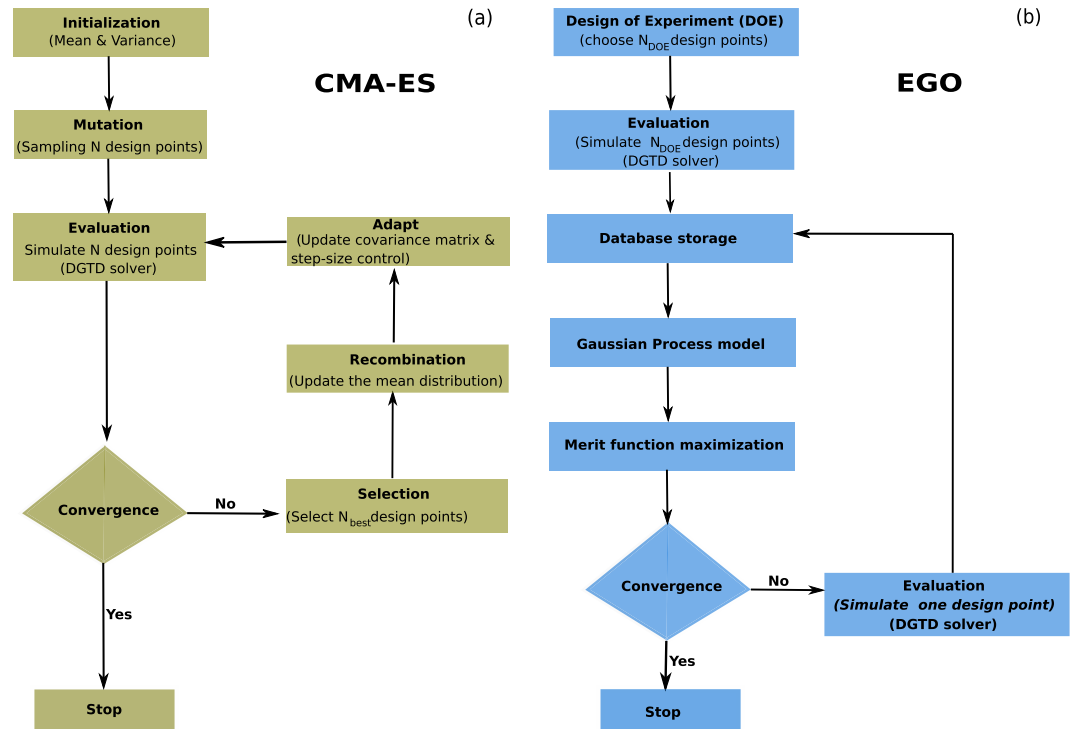 (a)
CMA-ES
Initialization
(Mean & Variance)
Mutation
(Sampling N design points)
Evaluation
Simulate N design points
(DGTD solver)
Adapt
(Update covariance matrix &
step-size control)
Recombination
(Update the mean distribution)
Selection
(Select Nbest design points)
Convergence
No
Yes
Stop
(b)
EGO
Design of Experiment (DOE)
(choose NDOE design points)
Evaluation
(Simulate NDOE design points)
(DGTD solver)
Database storage
Gaussian Process model
Merit function maximization
Convergence
No
Evaluation
(Simulate one design point)
(DGTD solver)
Yes
Stop